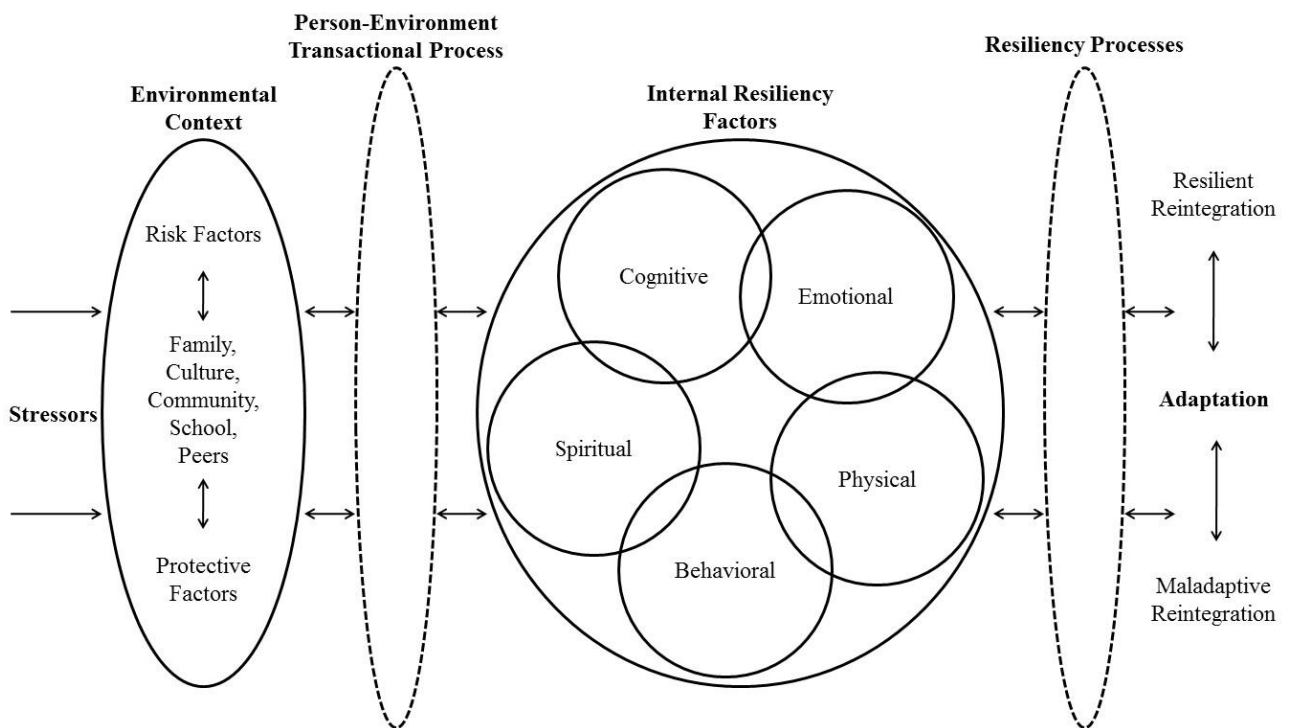 Person-Environment
Transactional Process
Resiliency Processes
Environmental
Context
Internal Resiliency
Factors
Risk Factors
Family,
Culture,
Community,
School,
Peers
Protective
Factors
Stressors
Cognitive
Emotional
Spiritual
Physical
Behavioral
Resilient
Reintegration
Adaptation
Maladaptive
Reintegration